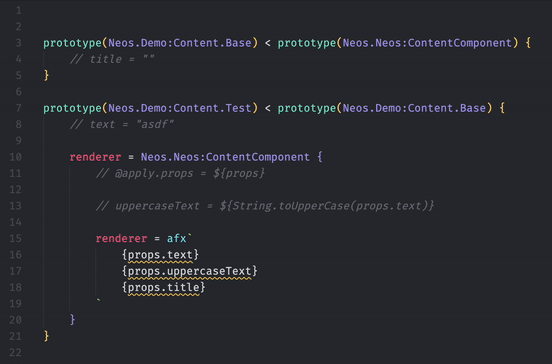 1
2
3 prototype(Neos.Demo:Content.Base) < prototype(Neos.Neos:ContentComponent) {
4 // title = ""
5 }
6
7 prototype(Neos.Demo:Content.Test) < prototype(Neos.Demo:Content.Base) {
8 // text = "asdf"
9
10 renderer = Neos.Neos:ContentComponent {
11 // @apply.props = ${props}
12
13 // uppercaseText = ${String.toUpperCase(props.text)}
14
15 renderer = afx`
16 {props.text}
17 {props.uppercaseText}
18 {props.title}
19 `
20 }
21 }
22